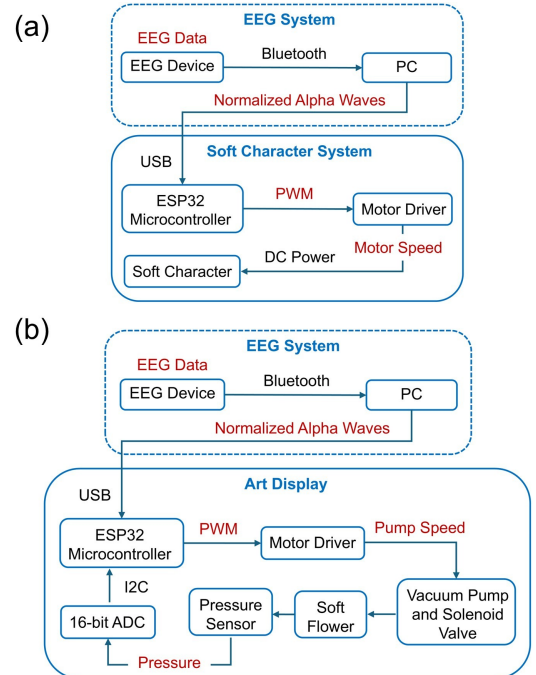 (a)
EEG System
EEG Data
EEG Device
Bluetooth
PC
Normalized Alpha Waves
USB
Soft Character System
ESP32
Microcontroller
PWM
Motor Driver
Motor Speed
DC Power
Soft Character
(b)
EEG System
EEG Data
EEG Device
Bluetooth
PC
Normalized Alpha Waves
USB
Art Display
ESP32
Microcontroller
PWM
Motor Driver
Pump Speed
I2C
16-bit ADC
Pressure
Sensor
Soft
Flower
Vacuum Pump
and Solenoid
Valve
Pressure